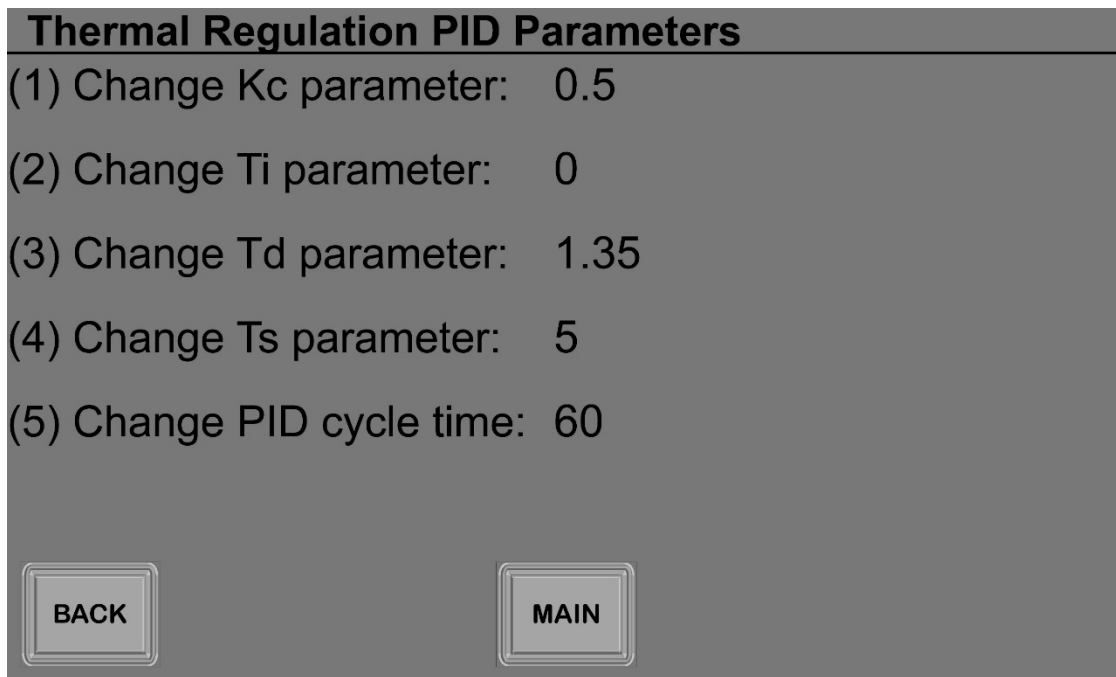 Thermal Regulation PID Parameters
(1) Change Kc parameter: 0.5
(2) Change Ti parameter: 0
(3) Change Td parameter: 1.35
(4) Change Ts parameter: 5
(5) Change PID cycle time: 60
BACK MAIN